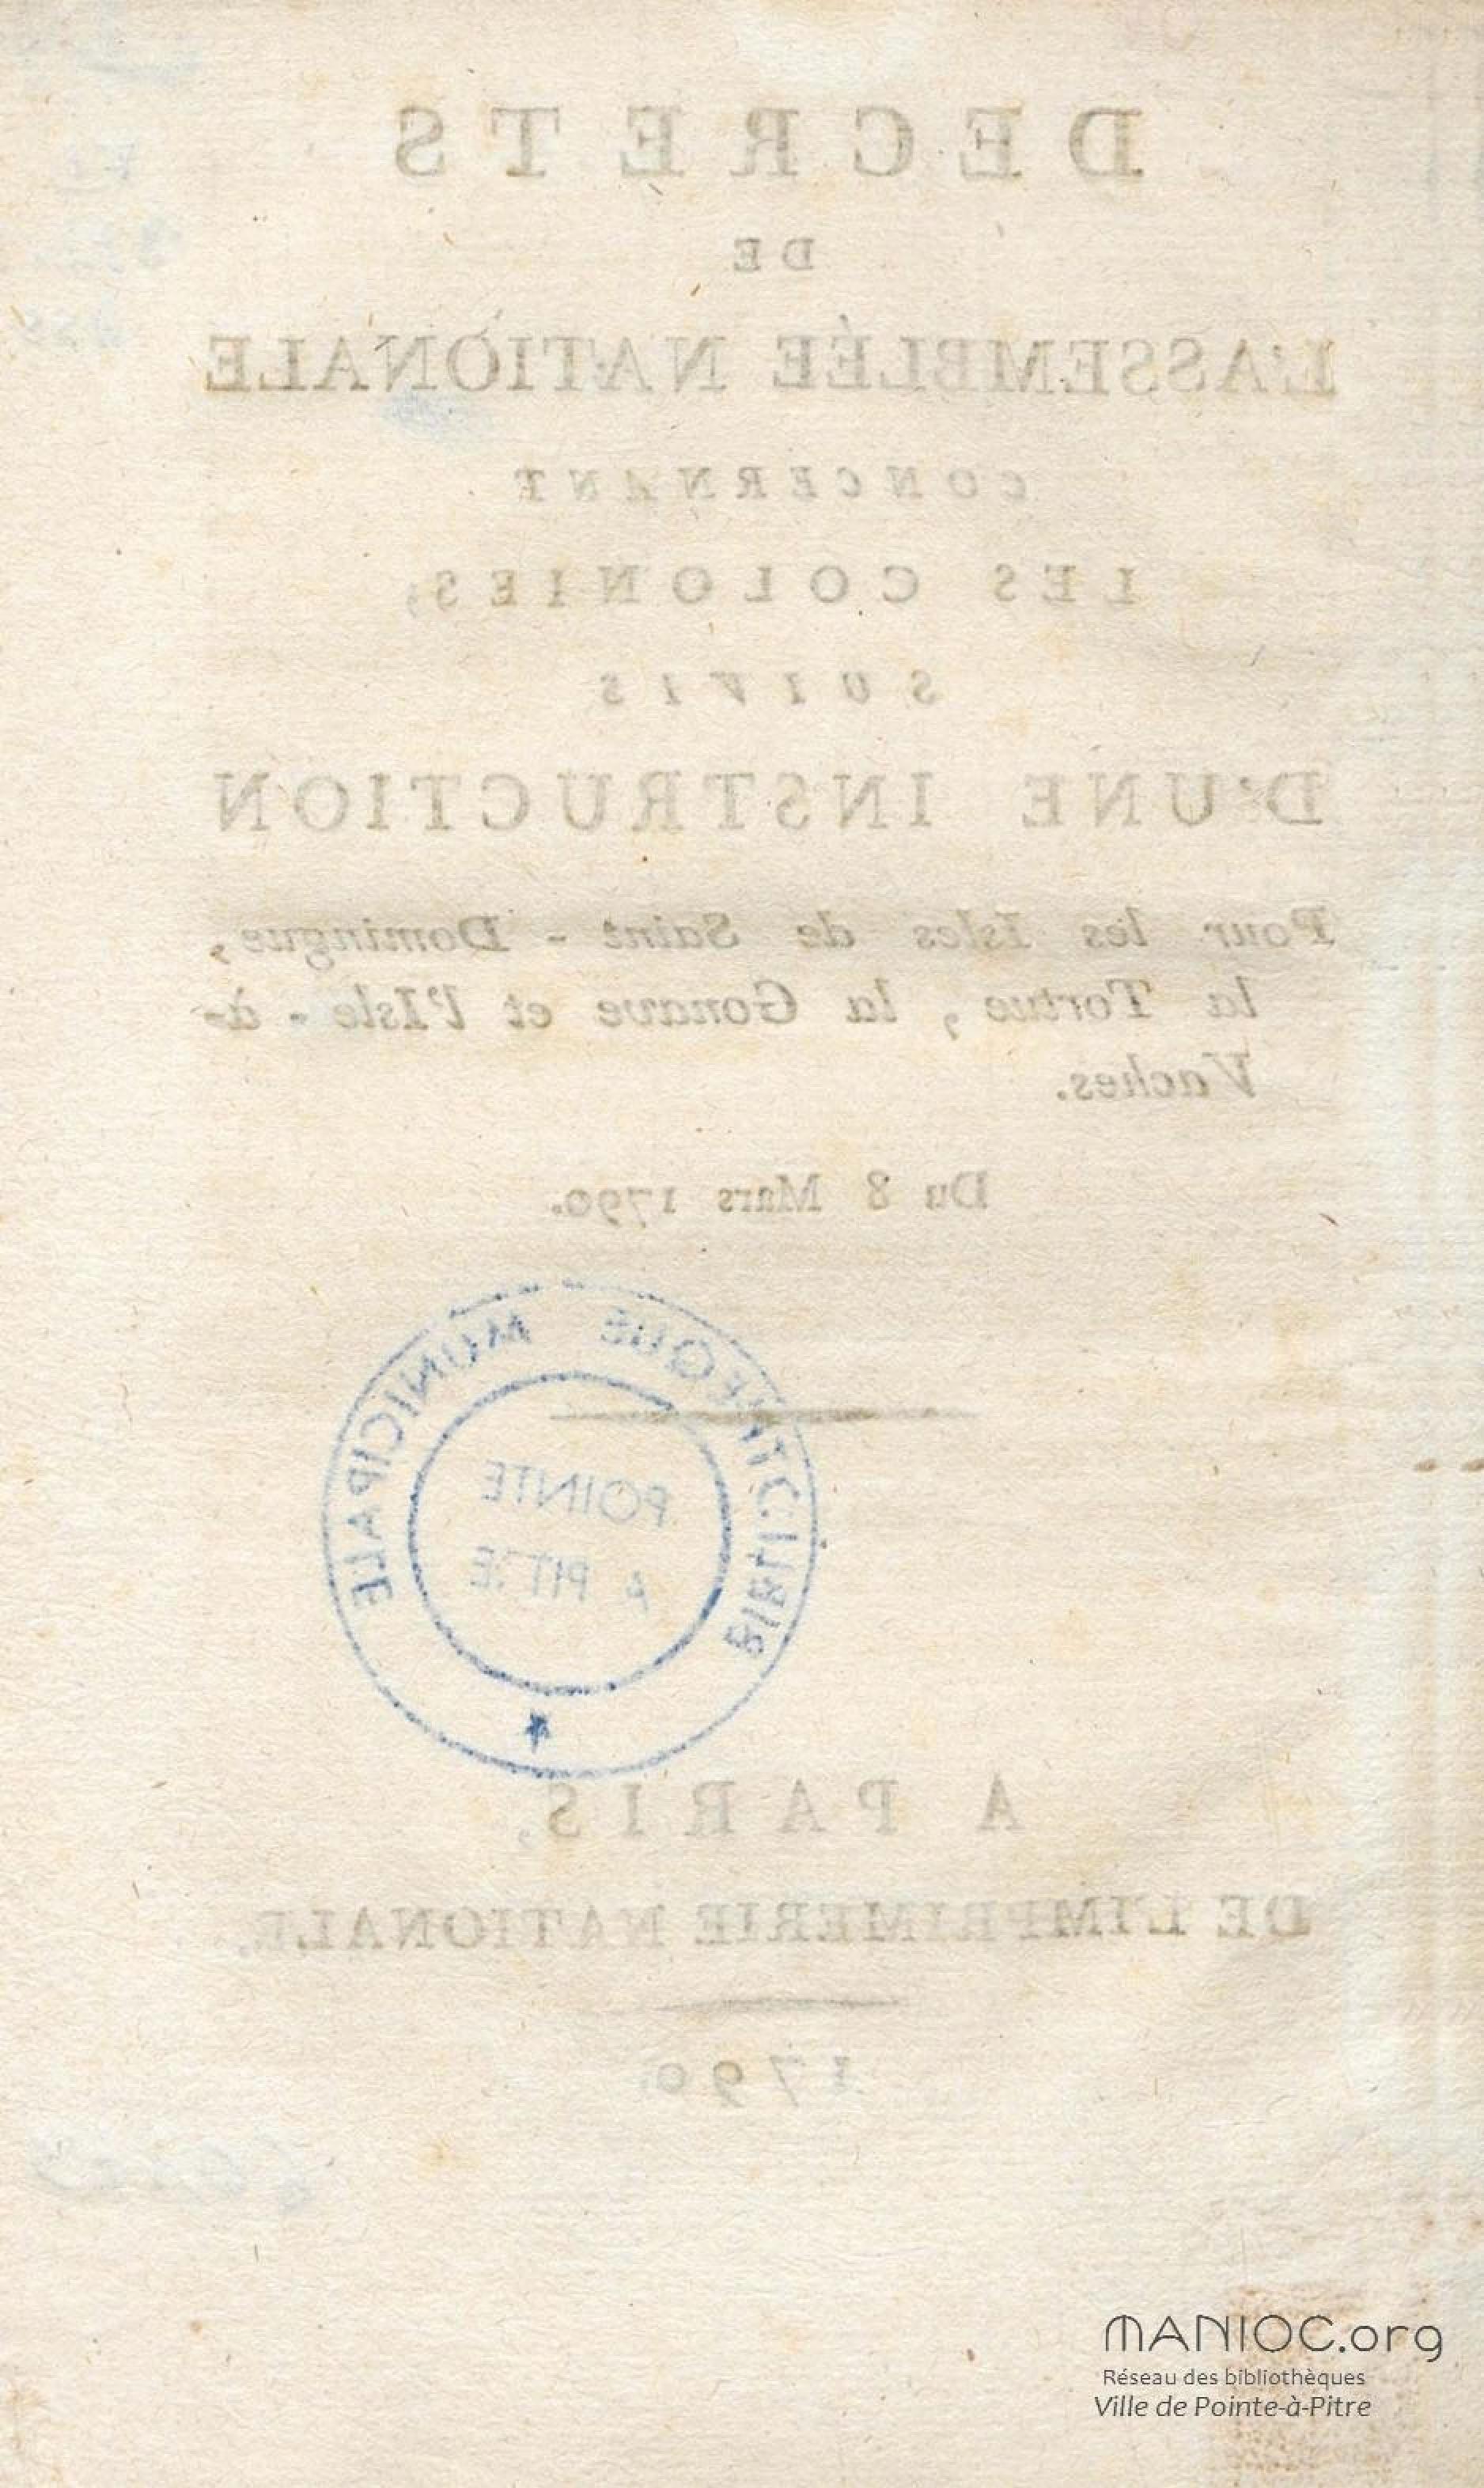 DECRETS
DE
L'ASSEMBLÉE NATIONALE
CONCERNANT
LES COLONIES;
SUIVIS
D'UNE INSTRUCTION
Pour les Isles de Saint-Domingue,
la Tortue, la Gonave et l'Isle-à-
Vaches.
Du 8 Mars 1790.
BIBLIOTHEQUE MUNICIPALE
POINTE
A PITRE
A PARIS,
DE L'IMPRIMERIE NATIONALE.
1790.
MANIOC.org
Réseau des bibliothèques
Ville de Pointe-à-Pitre